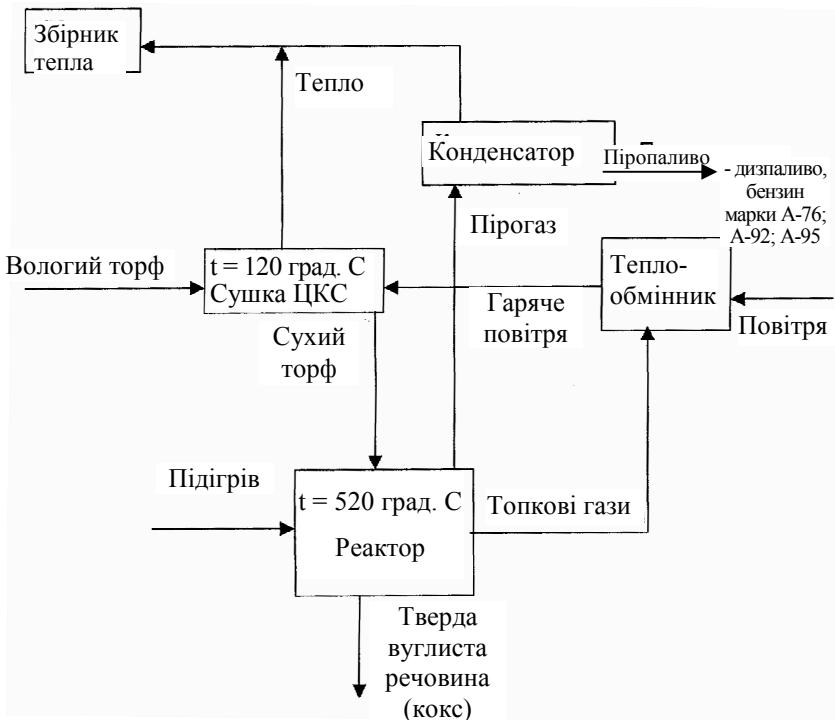 Збірник
тепла
Тепло
Конденсатор
Піропаливо
- дизпаливо,
бензин
марки А-76;
А-92; А-95
Пірогаз
Вологий торф
t = 120 град. С
Сушка ЦКС
Гаряче
повітря
Тепло-
обмінник
Повітря
Сухий
торф
Підігрів
t = 520 град. С
Реактор
Топкові гази
Тверда
вуглиста
речовина
(кокс)